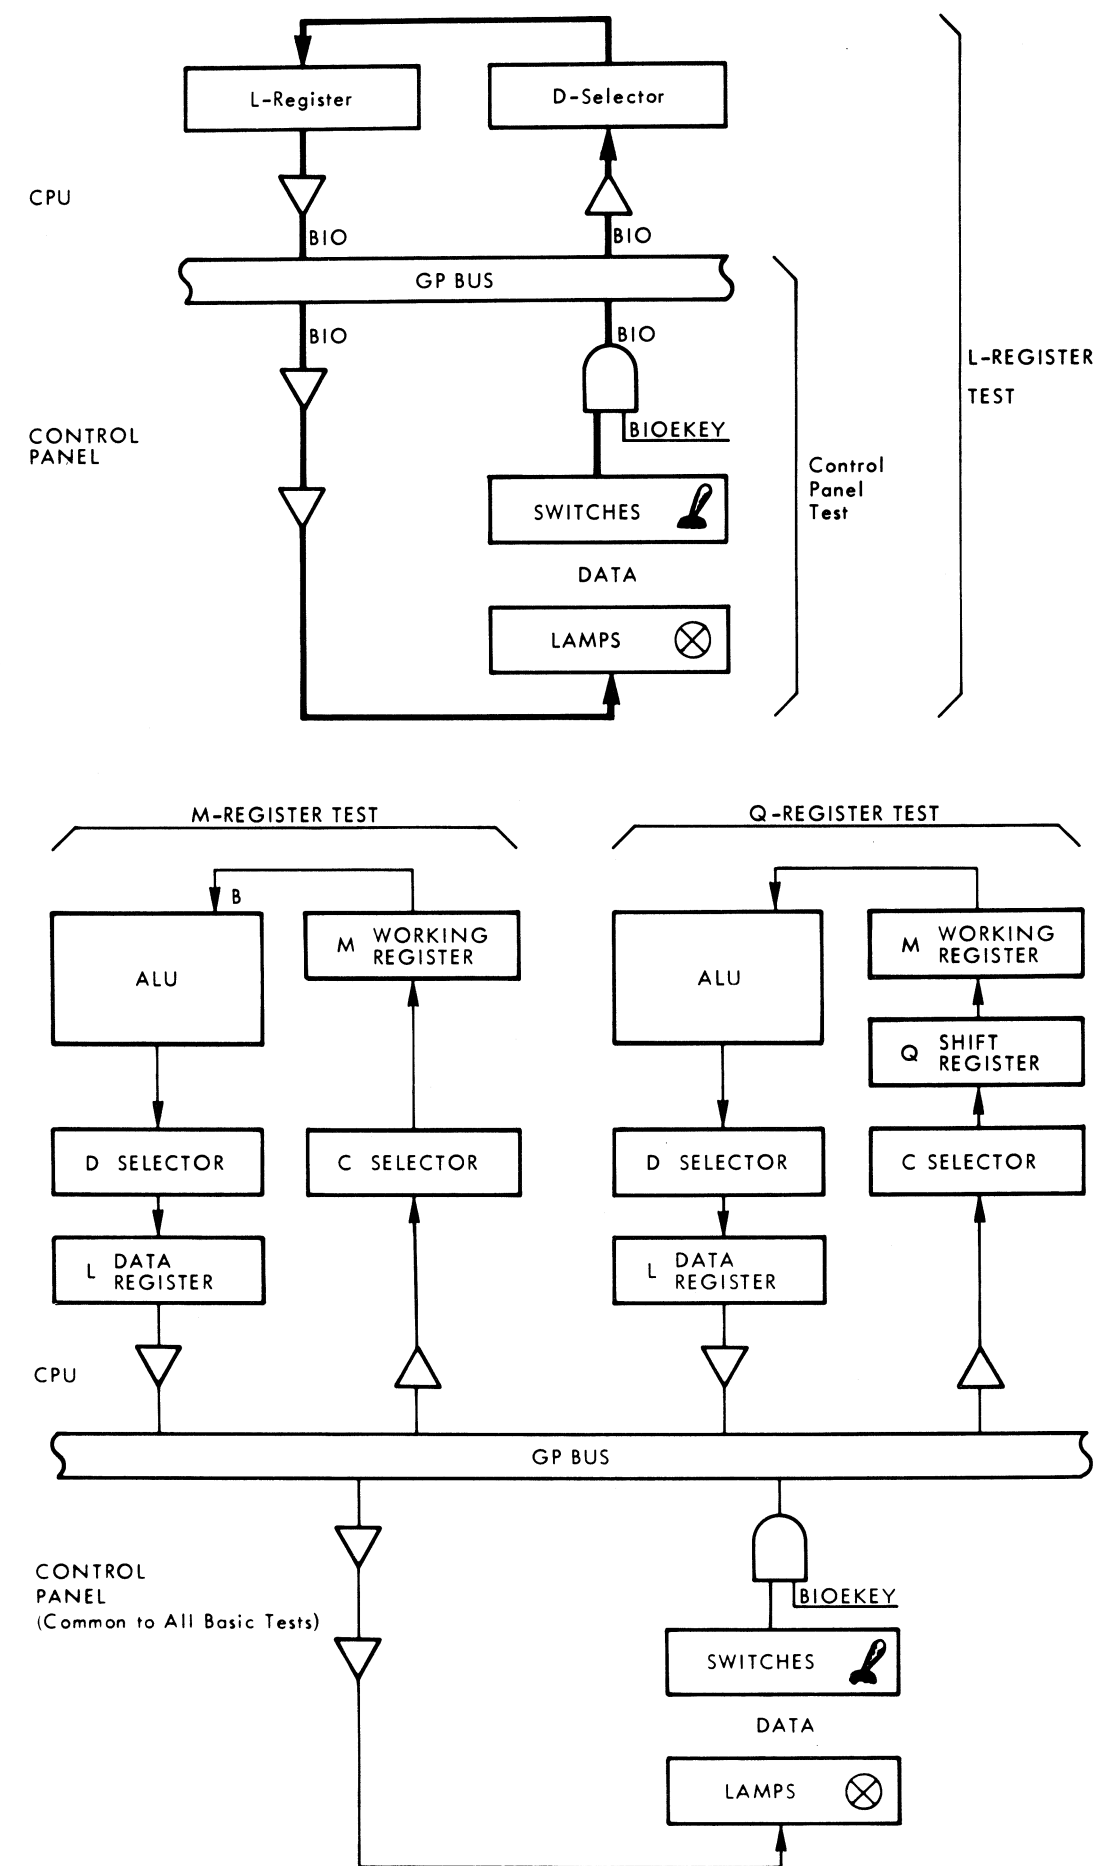 L-Register
D-Selector
CPU
BIO
BIO
GP BUS
BIO
BIO
L-REGISTER
TEST
BIOEKEY
CONTROL
PANEL
Control
Panel
Test
SWITCHES
DATA
LAMPS
M-REGISTER TEST
Q-REGISTER TEST
B
M WORKING
REGISTER
ALU
M WORKING
REGISTER
ALU
Q SHIFT
REGISTER
D SELECTOR
C SELECTOR
D SELECTOR
C SELECTOR
L DATA
REGISTER
L DATA
REGISTER
CPU
GP BUS
CONTROL
PANEL
(Common to All Basic Tests)
BIOEKEY
SWITCHES
DATA
LAMPS